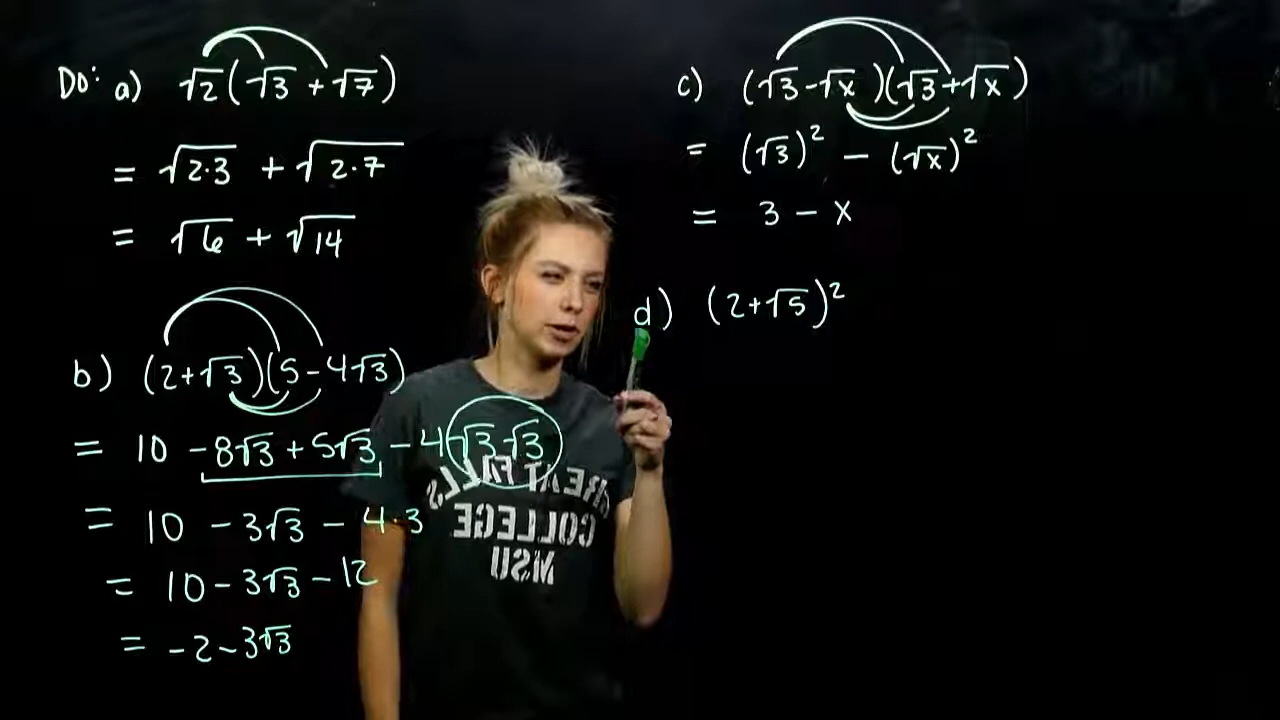 Do: a) √2(√3 + √7)
= √2·3 + √2·7
= √6 + √14
b) (2+√3)(5-4√3)
= 10 -8√3 + 5√3 - 4√3√3
= 10 - 3√3 - 4·3
= 10 - 3√3 - 12
= -2 - 3√3
GREAT FALLS
COLLEGE
MSU
c) (√3-√x)(√3+√x)
= (√3)² - (√x)²
= 3 - x
d) (2+√5)²